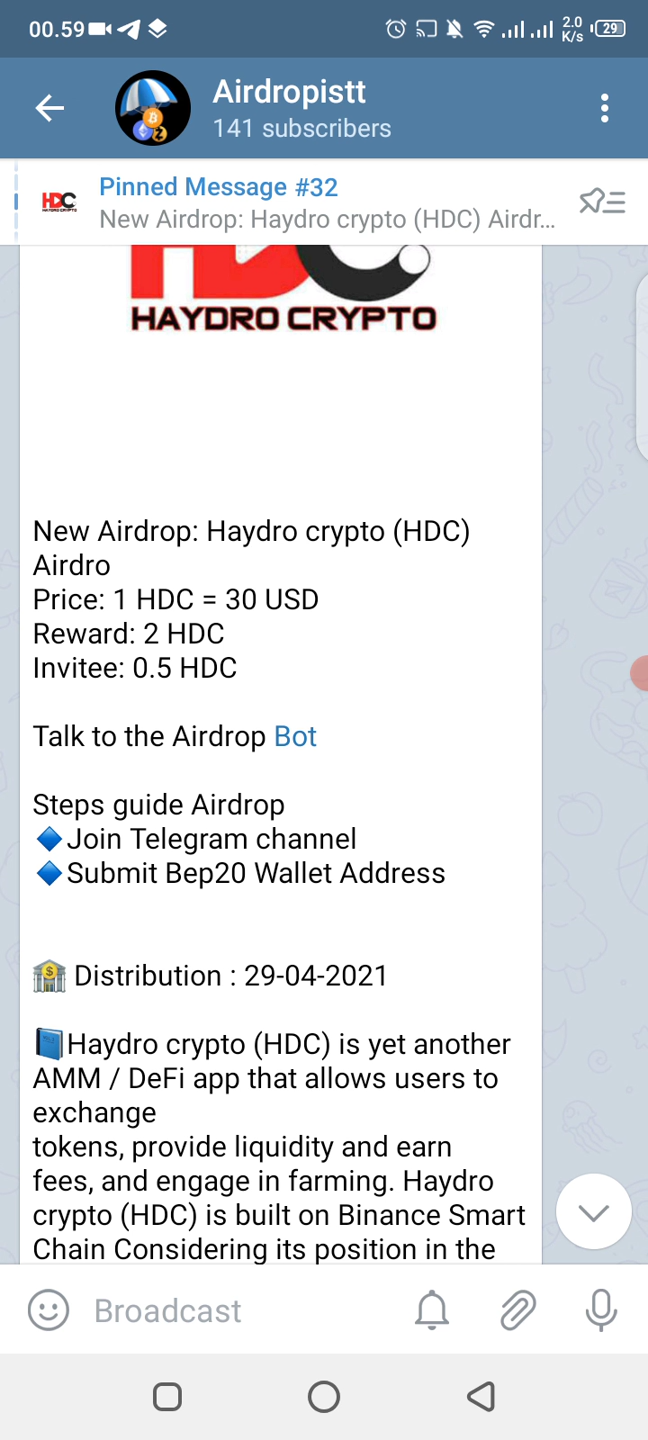 00.59
2.0
K/s
29
Airdropistt
141 subscribers
HDC
HAYDRO CRYPTO
Pinned Message #32
New Airdrop: Haydro crypto (HDC) Airdr...
HDC
HAYDRO CRYPTO
New Airdrop: Haydro crypto (HDC)
Airdro
Price: 1 HDC = 30 USD
Reward: 2 HDC
Invitee: 0.5 HDC
Talk to the Airdrop Bot
Steps guide Airdrop
🔷Join Telegram channel
🔷Submit Bep20 Wallet Address
🏦 Distribution : 29-04-2021
📘Haydro crypto (HDC) is yet another
AMM / DeFi app that allows users to
exchange
tokens, provide liquidity and earn
fees, and engage in farming. Haydro
crypto (HDC) is built on Binance Smart
Chain Considering its position in the
Broadcast